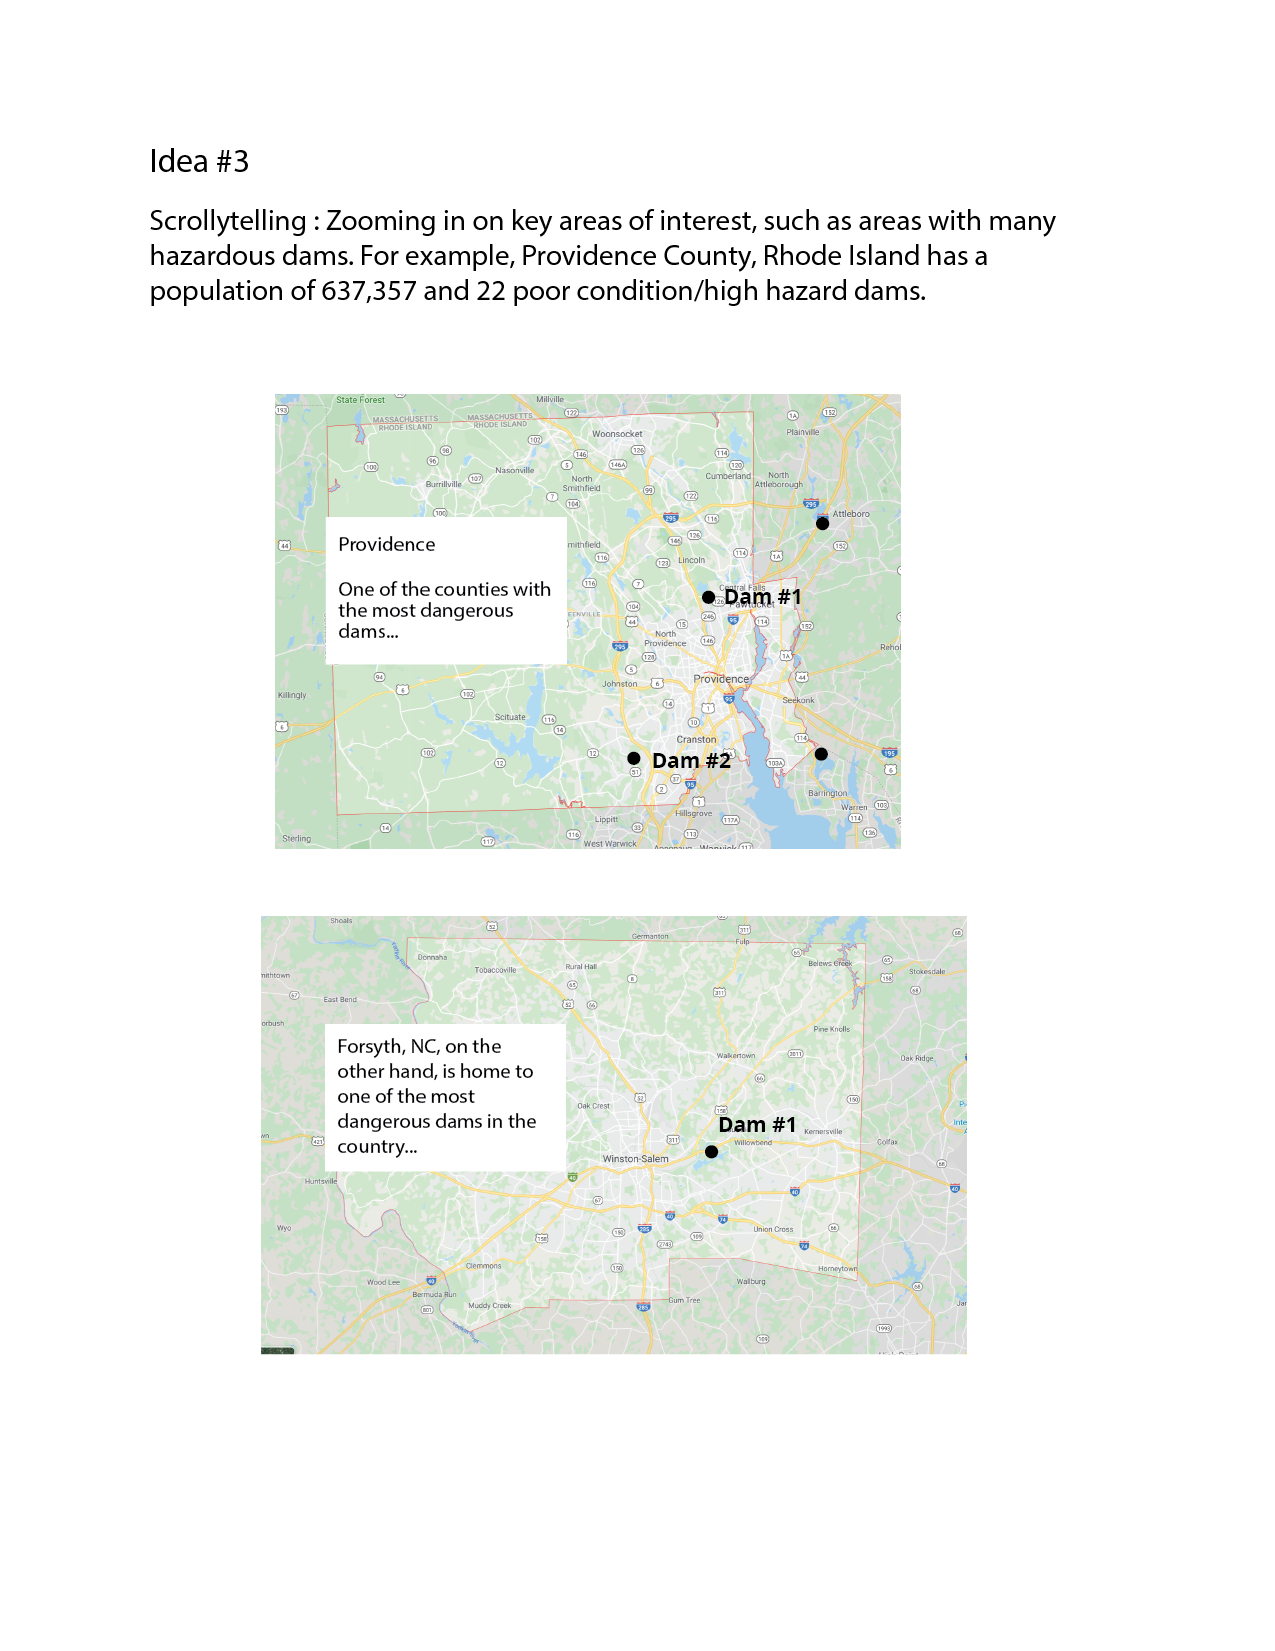 Idea #3
Scrollytelling : Zooming in on key areas of interest, such as areas with many
hazardous dams. For example, Providence County, Rhode Island has a
population of 637,357 and 22 poor condition/high hazard dams.
State Forest
Millville
MASSACHUSETTS
RHODE ISLAND
MASSACHUSETTS
RHODE ISLAND
Plainville
Woonsocket
Nasonville
Burrillville
North
Smithfield
Cumberland
North
Attleborough
Attleboro
Providence
One of the counties with
the most dangerous
dams...
mithfield
Lincoln
Central Falls
Dam #1
Pawtucket
ENVILLE
North
Providence
Reho
Johnston
Providence
Killingly
Seekonk
Scituate
Cranston
Dam #2
Barrington
Warren
Hillsgrove
Lippitt
Sterling
West Warwick
Warwick
Shoals
Germanton
Fulp
Donnaha
Tobaccoville
Rural Hall
Belews Creek
Stokesdale
mithtown
East Bend
orbush
Pine Knolls
Forsyth, NC, on the
other hand, is home to
one of the most
dangerous dams in the
country...
Walkertown
Oak Ridge
Oak Crest
Dam #1
Kernersville
Willowbend
Colfax
Winston-Salem
Huntsville
Wyo
Union Cross
Clemmons
Horneytown
Wood Lee
Wallburg
Bermuda Run
Muddy Creek
Gum Tree